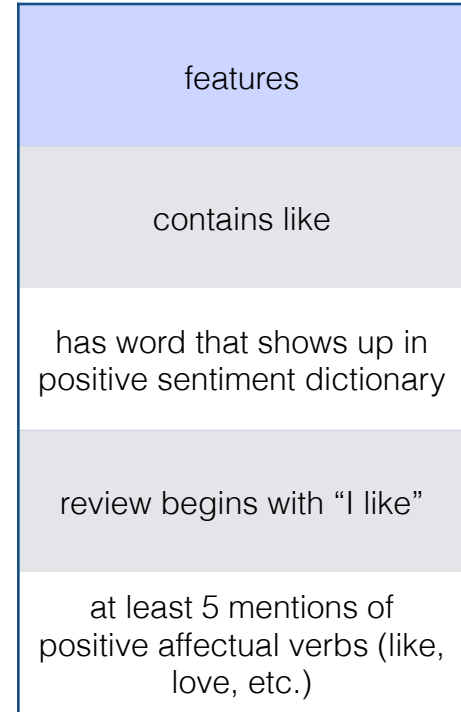 features
contains like
has word that shows up in
positive sentiment dictionary
review begins with “I like”
at least 5 mentions of
positive affectual verbs (like,
love, etc.)